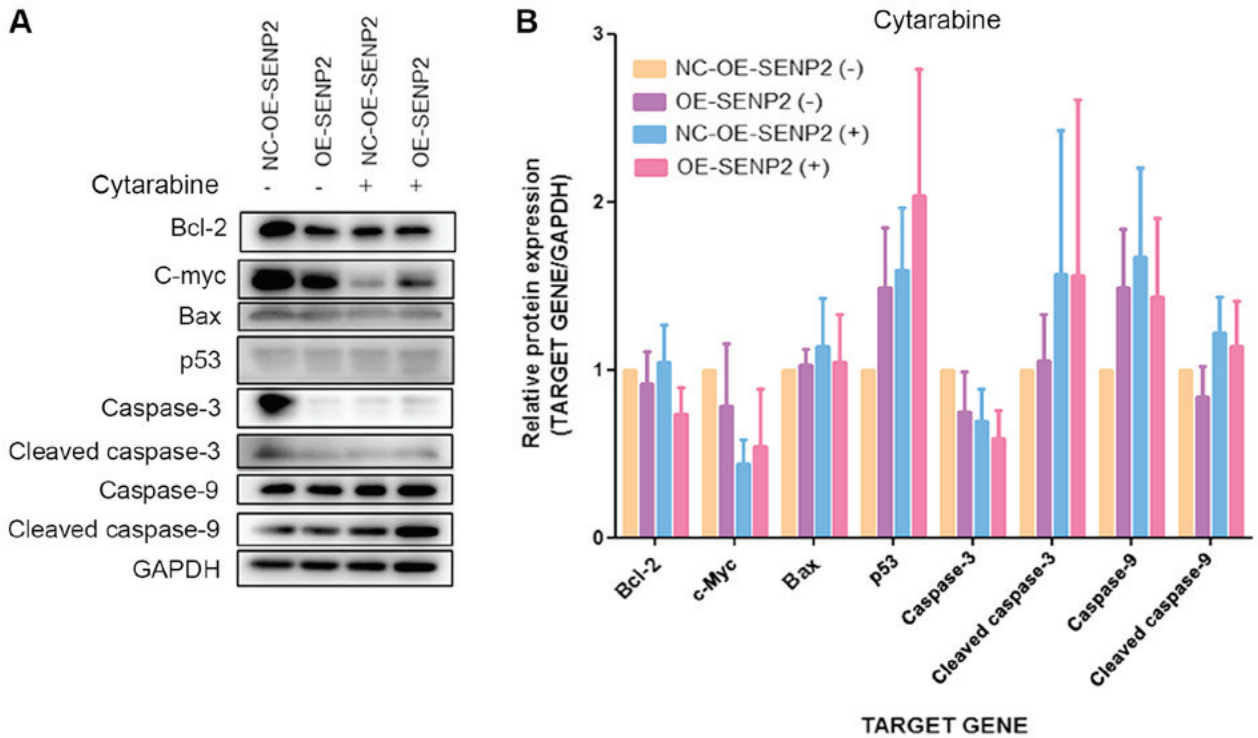 A
NC-OE-SENP2
OE-SENP2
NC-OE-SENP2
OE-SENP2
Cytarabine - - + +
Bcl-2
C-myc
Bax
p53
Caspase-3
Cleaved caspase-3
Caspase-9
Cleaved caspase-9
GAPDH
B
Cytarabine
NC-OE-SENP2 (-)
OE-SENP2 (-)
NC-OE-SENP2 (+)
OE-SENP2 (+)
Relative protein expression
(TARGET GENE/GAPDH)
3
2
1
0
Bcl-2
c-Myc
Bax
p53
Caspase-3
Cleaved caspase-3
Caspase-9
Cleaved caspase-9
TARGET GENE